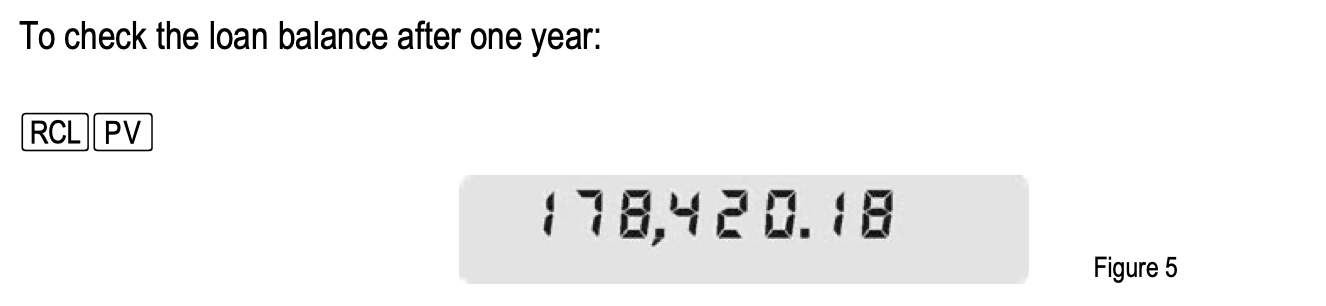 To check the loan balance after one year:
RCL PV
178,420.18
Figure 5